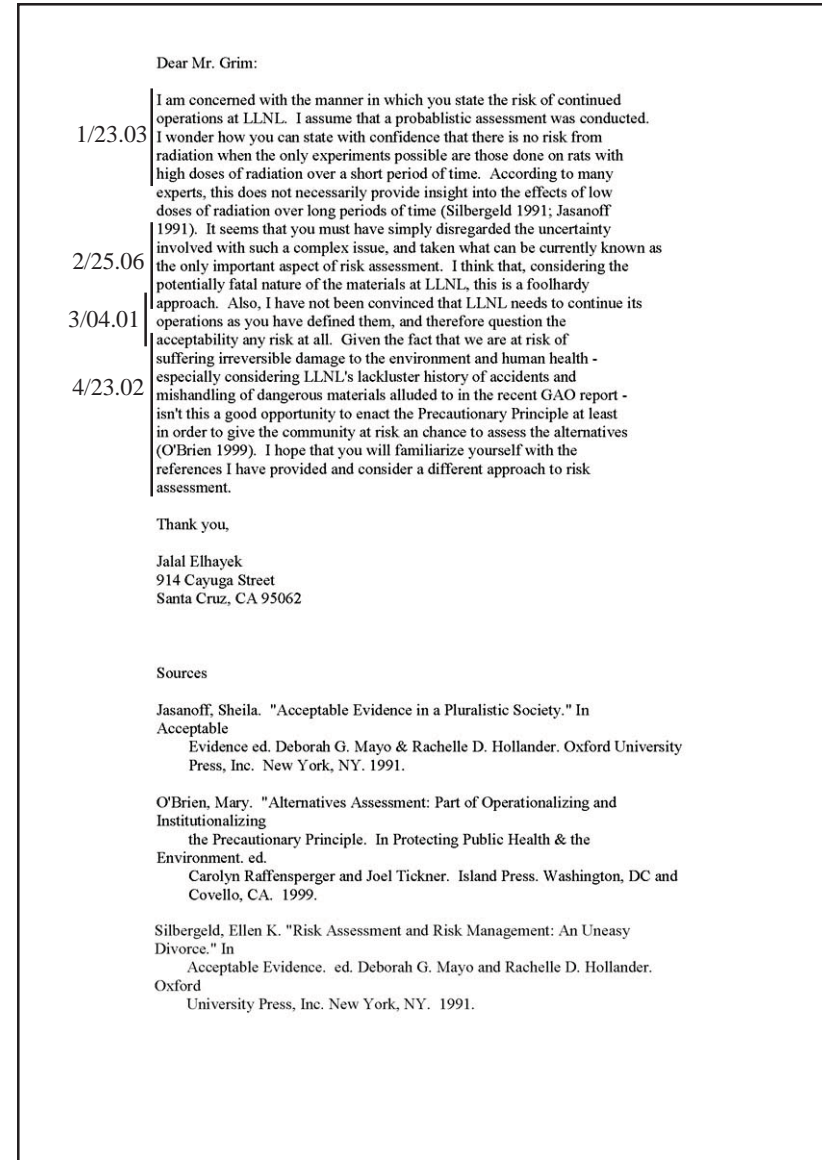 Dear Mr. Grim:
I am concerned with the manner in which you state the risk of continued
operations at LLNL.  I assume that a probablistic assessment was conducted.
1/23.03
I wonder how you can state with confidence that there is no risk from
radiation when the only experiments possible are those done on rats with
high doses of radiation over a short period of time.  According to many
experts, this does not necessarily provide insight into the effects of low
doses of radiation over long periods of time (Silbergeld 1991; Jasanoff
1991).  It seems that you must have simply disregarded the uncertainty
involved with such a complex issue, and taken what can be currently known as
2/25.06
the only important aspect of risk assessment.  I think that, considering the
potentially fatal nature of the materials at LLNL, this is a foolhardy
approach.  Also, I have not been convinced that LLNL needs to continue its
3/04.01
operations as you have defined them, and therefore question the
acceptability any risk at all.  Given the fact that we are at risk of
suffering irreversible damage to the environment and human health -
especially considering LLNL's lackluster history of accidents and
4/23.02
mishandling of dangerous materials alluded to in the recent GAO report -
isn't this a good opportunity to enact the Precautionary Principle at least
in order to give the community at risk an chance to assess the alternatives
(O'Brien 1999).  I hope that you will familiarize yourself with the
references I have provided and consider a different approach to risk
assessment.
Thank you,
Jalal Elhayek
914 Cayuga Street
Santa Cruz, CA 95062
Sources
Jasanoff, Sheila.  "Acceptable Evidence in a Pluralistic Society." In
Acceptable
Evidence ed. Deborah G. Mayo & Rachelle D. Hollander. Oxford University
Press, Inc.  New York, NY. 1991.
O'Brien, Mary.  "Alternatives Assessment: Part of Operationalizing and
Institutionalizing
the Precautionary Principle.  In Protecting Public Health & the
Environment. ed.
Carolyn Raffensperger and Joel Tickner.  Island Press. Washington, DC and
Covello, CA.  1999.
Silbergeld, Ellen K. "Risk Assessment and Risk Management: An Uneasy
Divorce." In
Acceptable Evidence.  ed. Deborah G. Mayo and Rachelle D. Hollander.
Oxford
University Press, Inc. New York, NY.  1991.